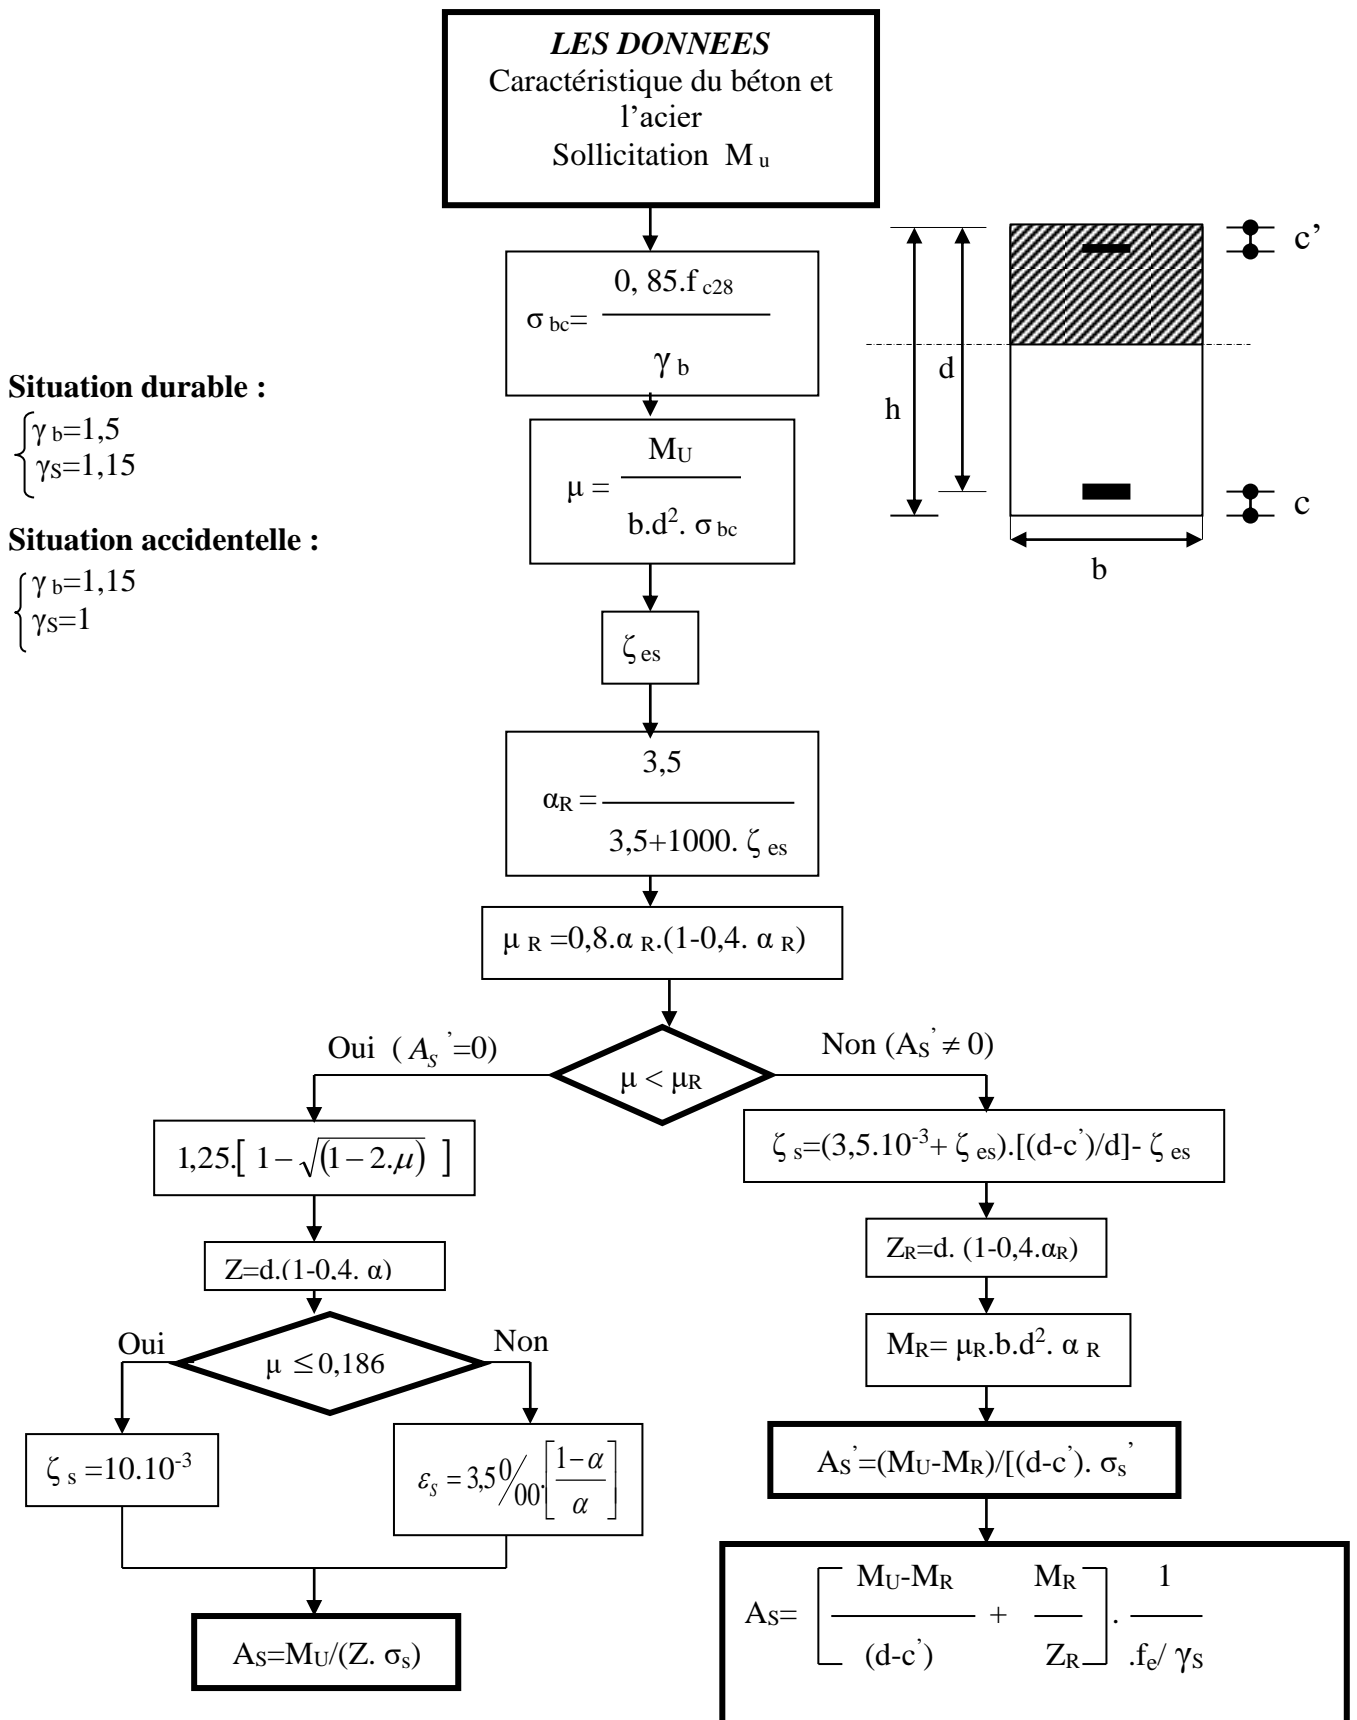 LES DONNEES
Caractéristique du béton et
l'acier
Sollicitation M u
σ bc= 0, 85.f c28 / γ b
c'
d
h
c
b
Situation durable :
γ b=1,5
γS=1,15
Situation accidentelle :
γ b=1,15
γS=1
μ = MU / b.d². σ bc
ζ es
αR = 3,5 / 3,5+1000. ζ es
μ R =0,8.α R.(1-0,4. α R)
Oui ( AS ’=0)
μ < μR
Non (AS’ ≠ 0)
1,25.[ 1−√(1−2.μ) ]
ζ s=(3,5.10-3+ ζ es).[(d-c’)/d]- ζ es
Z=d.(1-0,4. α)
ZR=d. (1-0,4.αR)
Oui
μ ≤ 0,186
Non
MR= μR.b.d². α R
ζ s =10.10-3
εS = 3,5 0/00.[1−α / α]
AS’=(MU-MR)/[(d-c’). σs’
AS=MU/(Z. σs)
AS= [ MU-MR / (d-c’) + MR / ZR ] . 1 / .fe/ γS